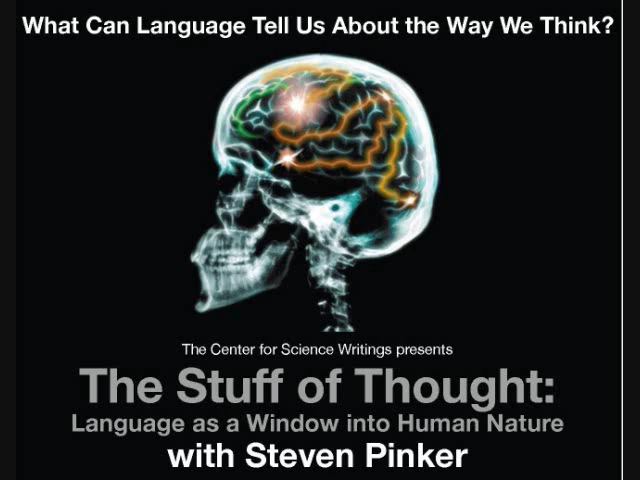 What Can Language Tell Us About the Way We Think?
The Center for Science Writings presents
The Stuff of Thought:
Language as a Window into Human Nature
with Steven Pinker